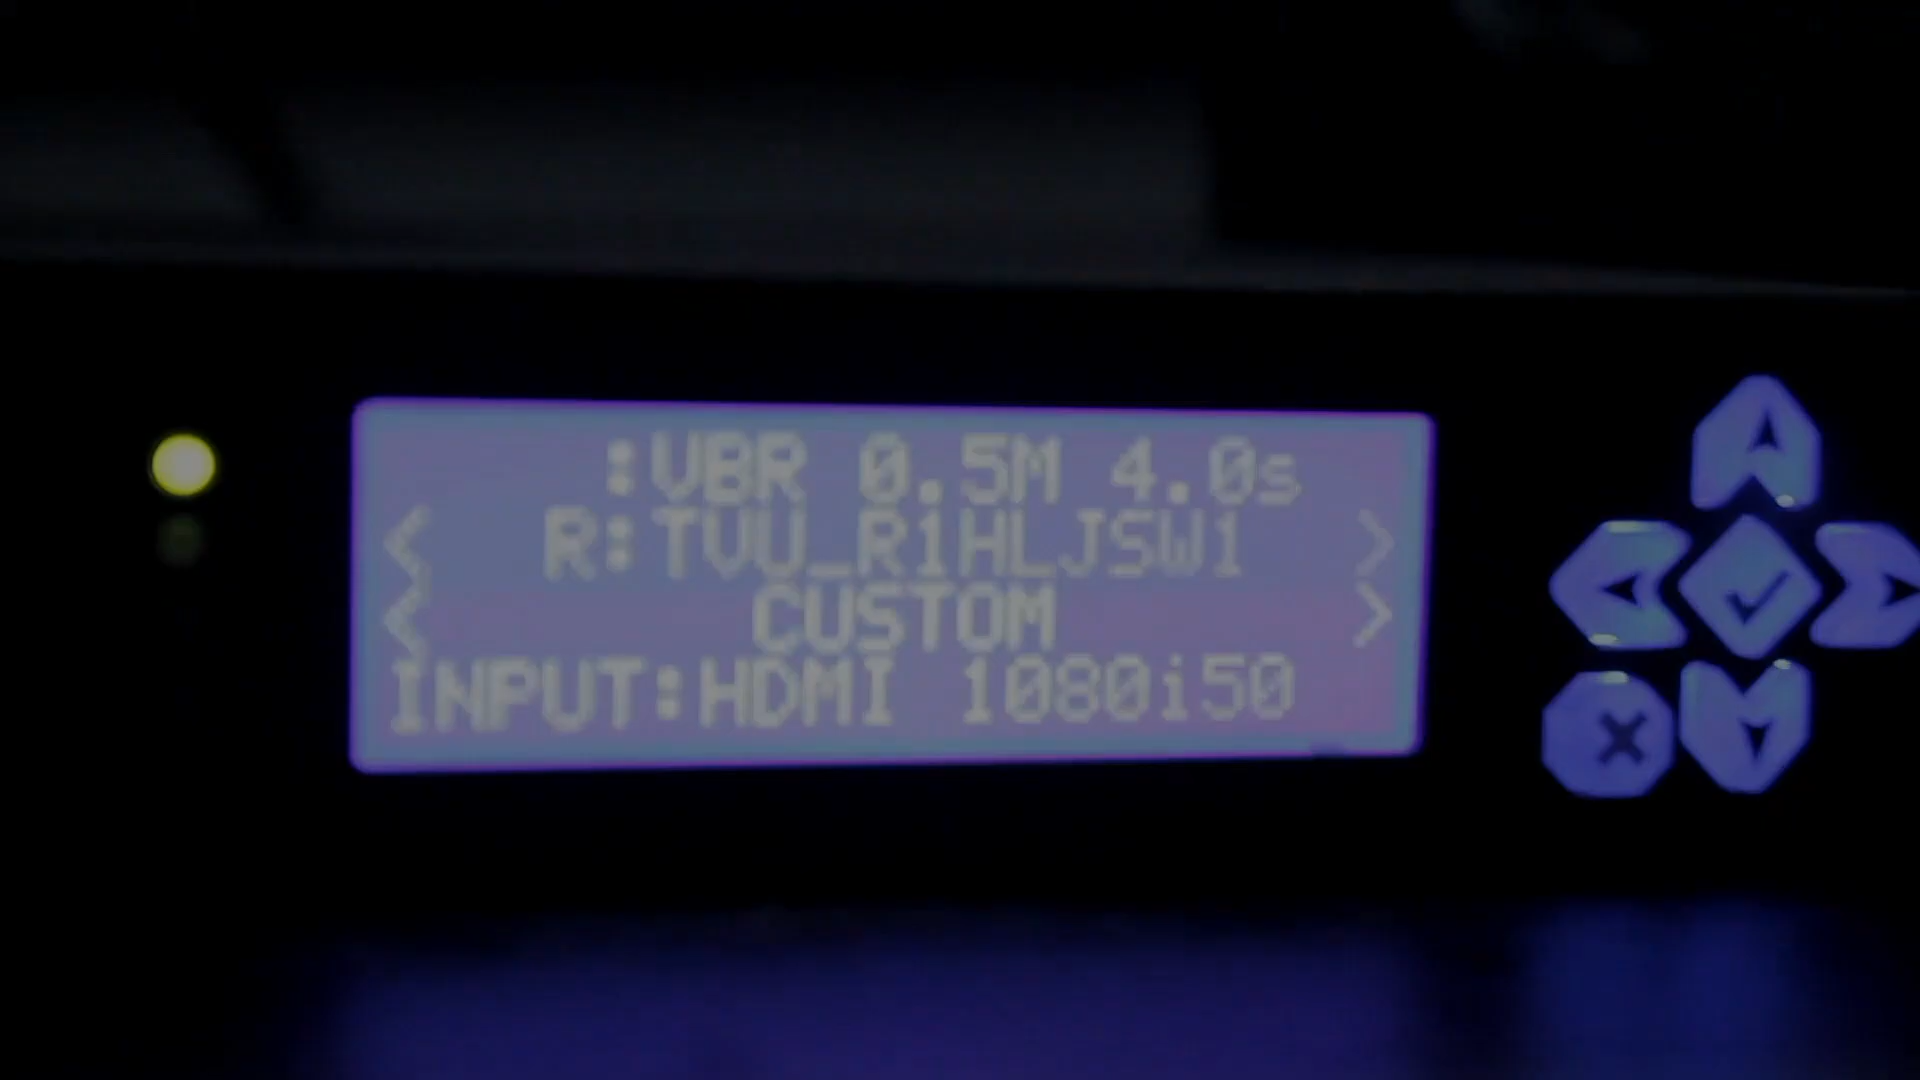 :VBR 0.5M 4.0s
< R:TVU_R1HLJSW1 >
< CUSTOM >
INPUT:HDMI 1080i50